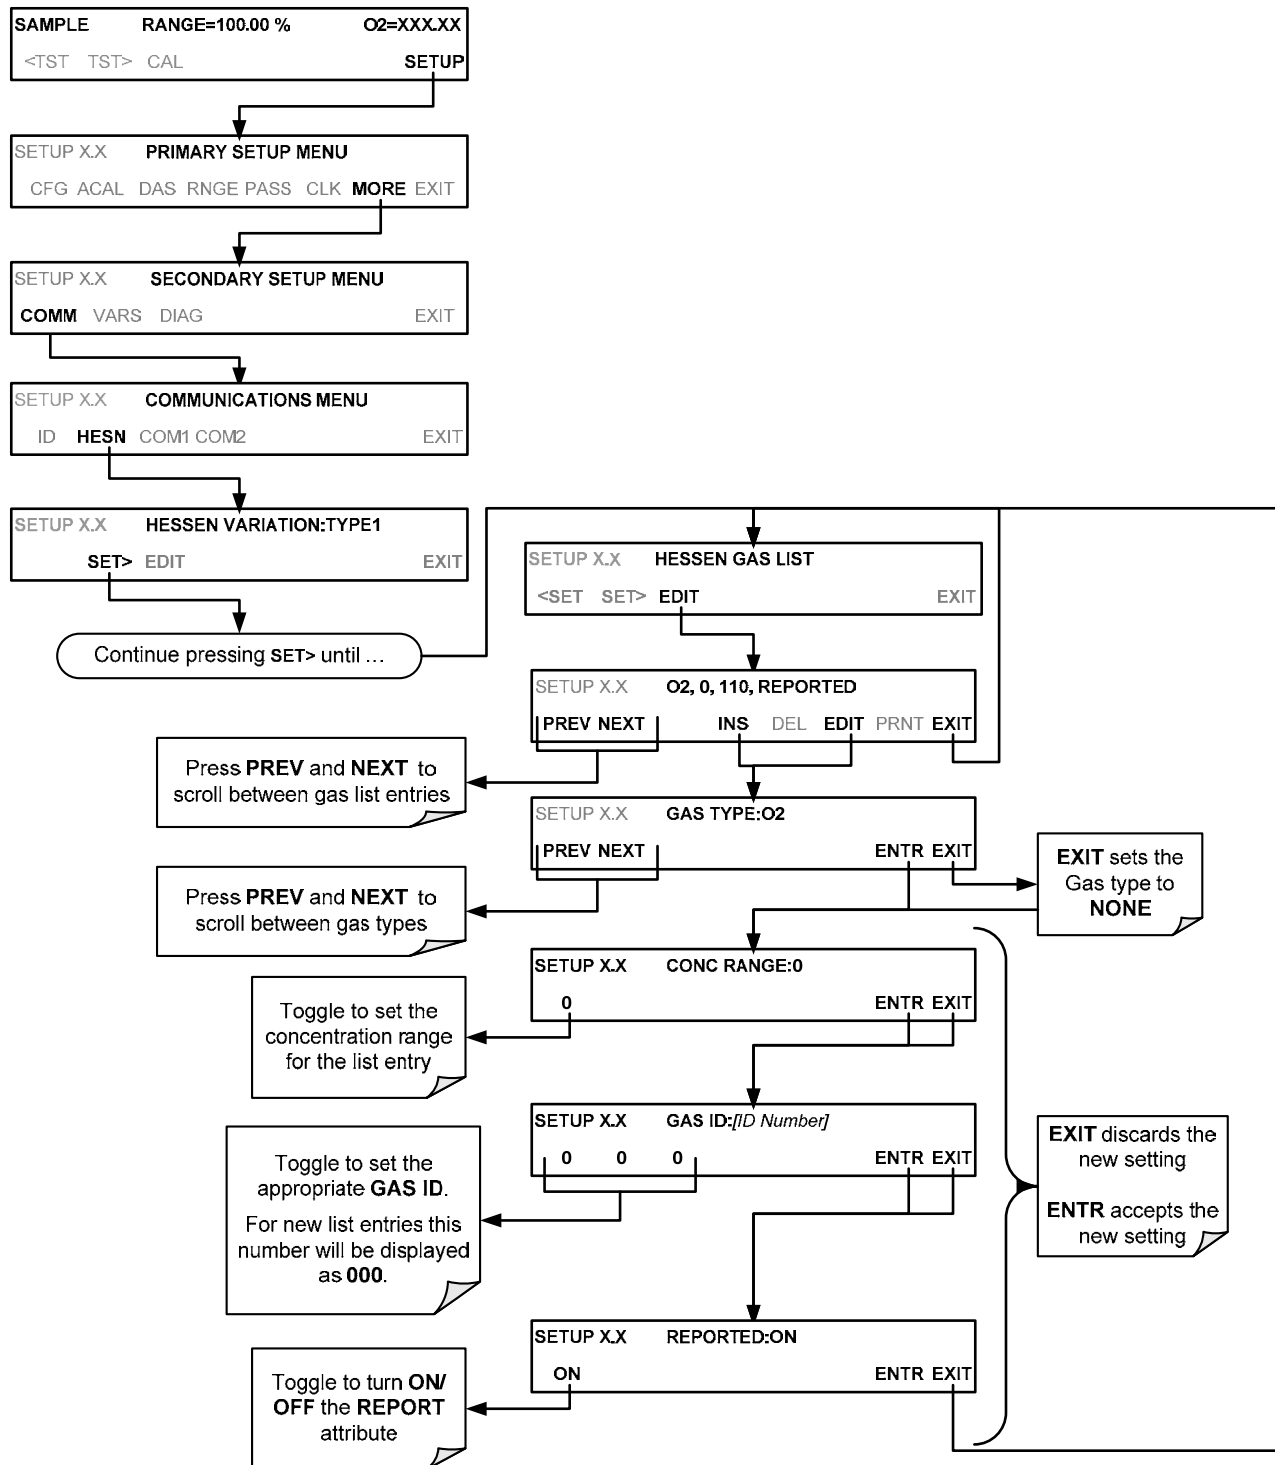 SAMPLE RANGE=100.00 % O2=XXX.XX
<TST TST> CAL SETUP
SETUP X.X PRIMARY SETUP MENU
CFG ACAL DAS RNGE PASS CLK MORE EXIT
SETUP X.X SECONDARY SETUP MENU
COMM VARS DIAG EXIT
SETUP X.X COMMUNICATIONS MENU
ID HESN COM1 COM2 EXIT
SETUP X.X HESSEN VARIATION:TYPE1
SET> EDIT EXIT
Continue pressing SET> until ...
SETUP X.X HESSEN GAS LIST
<SET SET> EDIT EXIT
SETUP X.X O2, 0, 110, REPORTED
PREV NEXT INS DEL EDIT PRNT EXIT
Press PREV and NEXT to
scroll between gas list entries
SETUP X.X GAS TYPE:O2
PREV NEXT ENTR EXIT
EXIT sets the
Gas type to
NONE
Press PREV and NEXT to
scroll between gas types
SETUP X.X CONC RANGE:0
0 ENTR EXIT
Toggle to set the
concentration range
for the list entry
SETUP X.X GAS ID:[ID Number]
0 0 0 ENTR EXIT
Toggle to set the
appropriate GAS ID.
For new list entries this
number will be displayed
as 000.
EXIT discards the
new setting
ENTR accepts the
new setting
SETUP X.X REPORTED:ON
ON ENTR EXIT
Toggle to turn ON/
OFF the REPORT
attribute